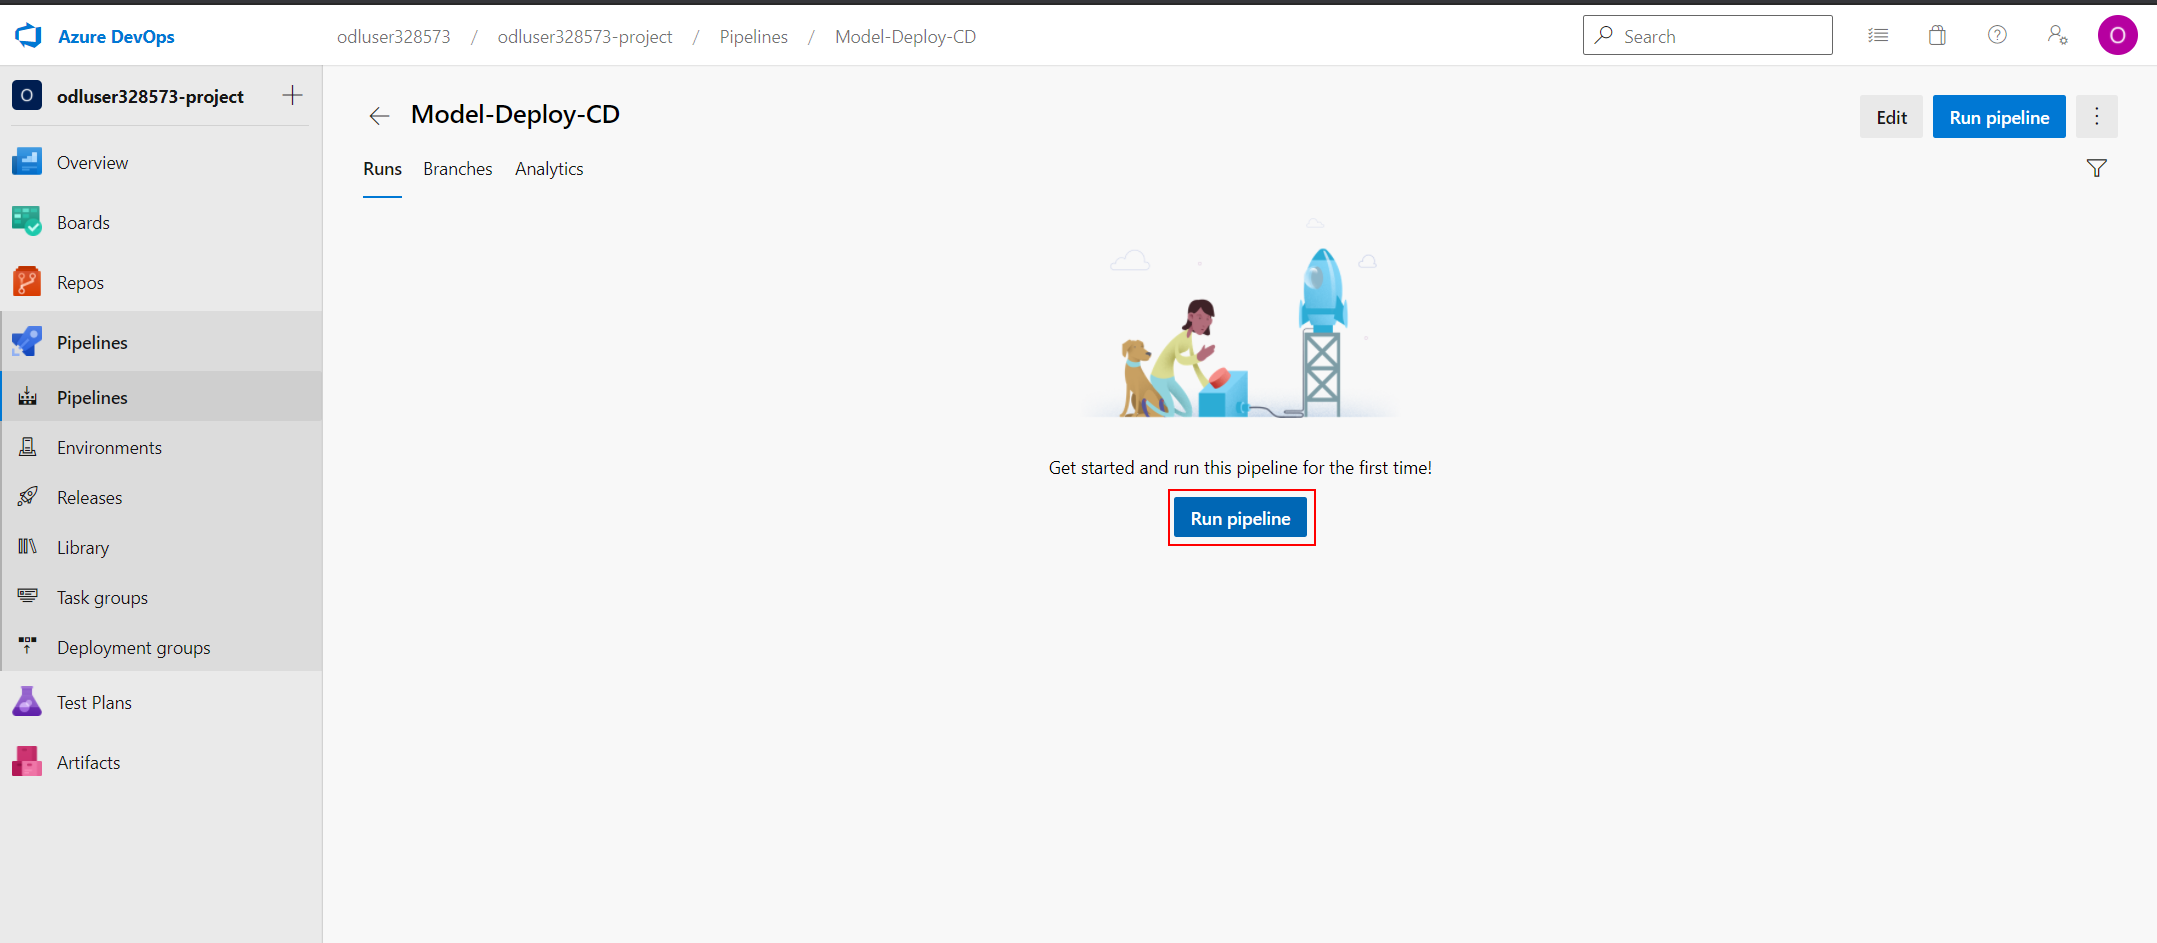 Azure DevOps
odluser328573 / odluser328573-project / Pipelines / Model-Deploy-CD
Search
O
O
odluser328573-project
Overview
Boards
Repos
Pipelines
Pipelines
Environments
Releases
Library
Task groups
Deployment groups
Test Plans
Artifacts
Model-Deploy-CD
Edit
Run pipeline
Runs
Branches
Analytics
Get started and run this pipeline for the first time!
Run pipeline